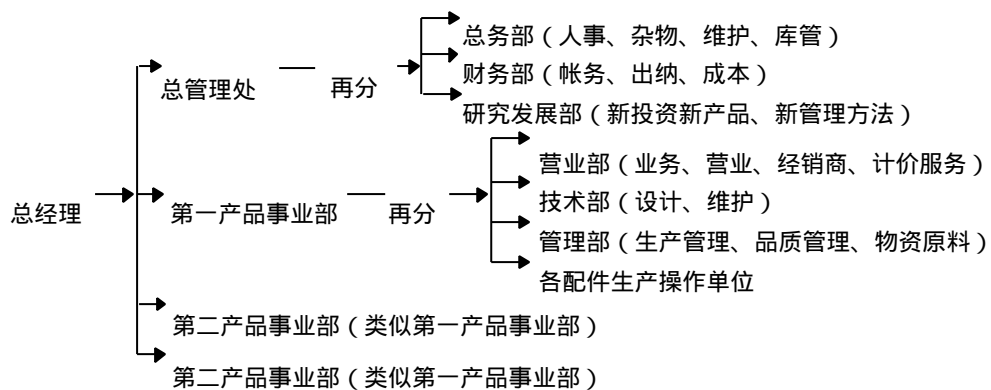 总务部（人事、杂物、维护、库管）
财务部（帐务、出纳、成本）
总管理处 再分
研究发展部（新投资新产品、新管理方法）
营业部（业务、营业、经销商、计价服务）
技术部（设计、维护）
总经理 第一产品事业部 再分
管理部（生产管理、品质管理、物资原料）
各配件生产操作单位
第二产品事业部（类似第一产品事业部）
第二产品事业部（类似第一产品事业部）